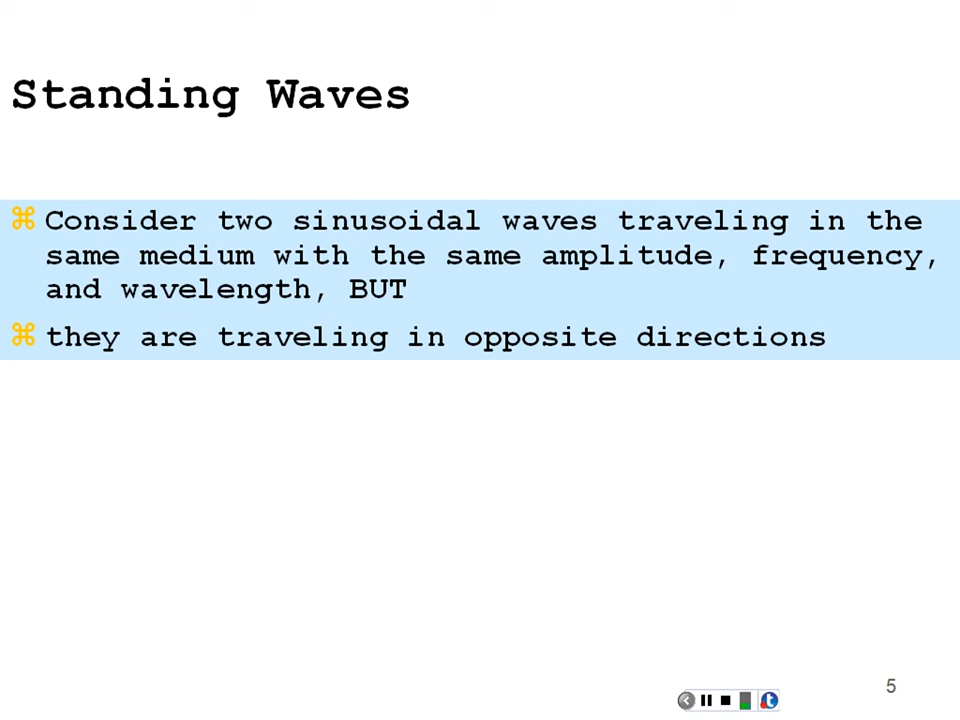 Standing Waves
⌘ Consider two sinusoidal waves traveling in the
same medium with the same amplitude, frequency,
and wavelength, BUT
⌘ they are traveling in opposite directions
5